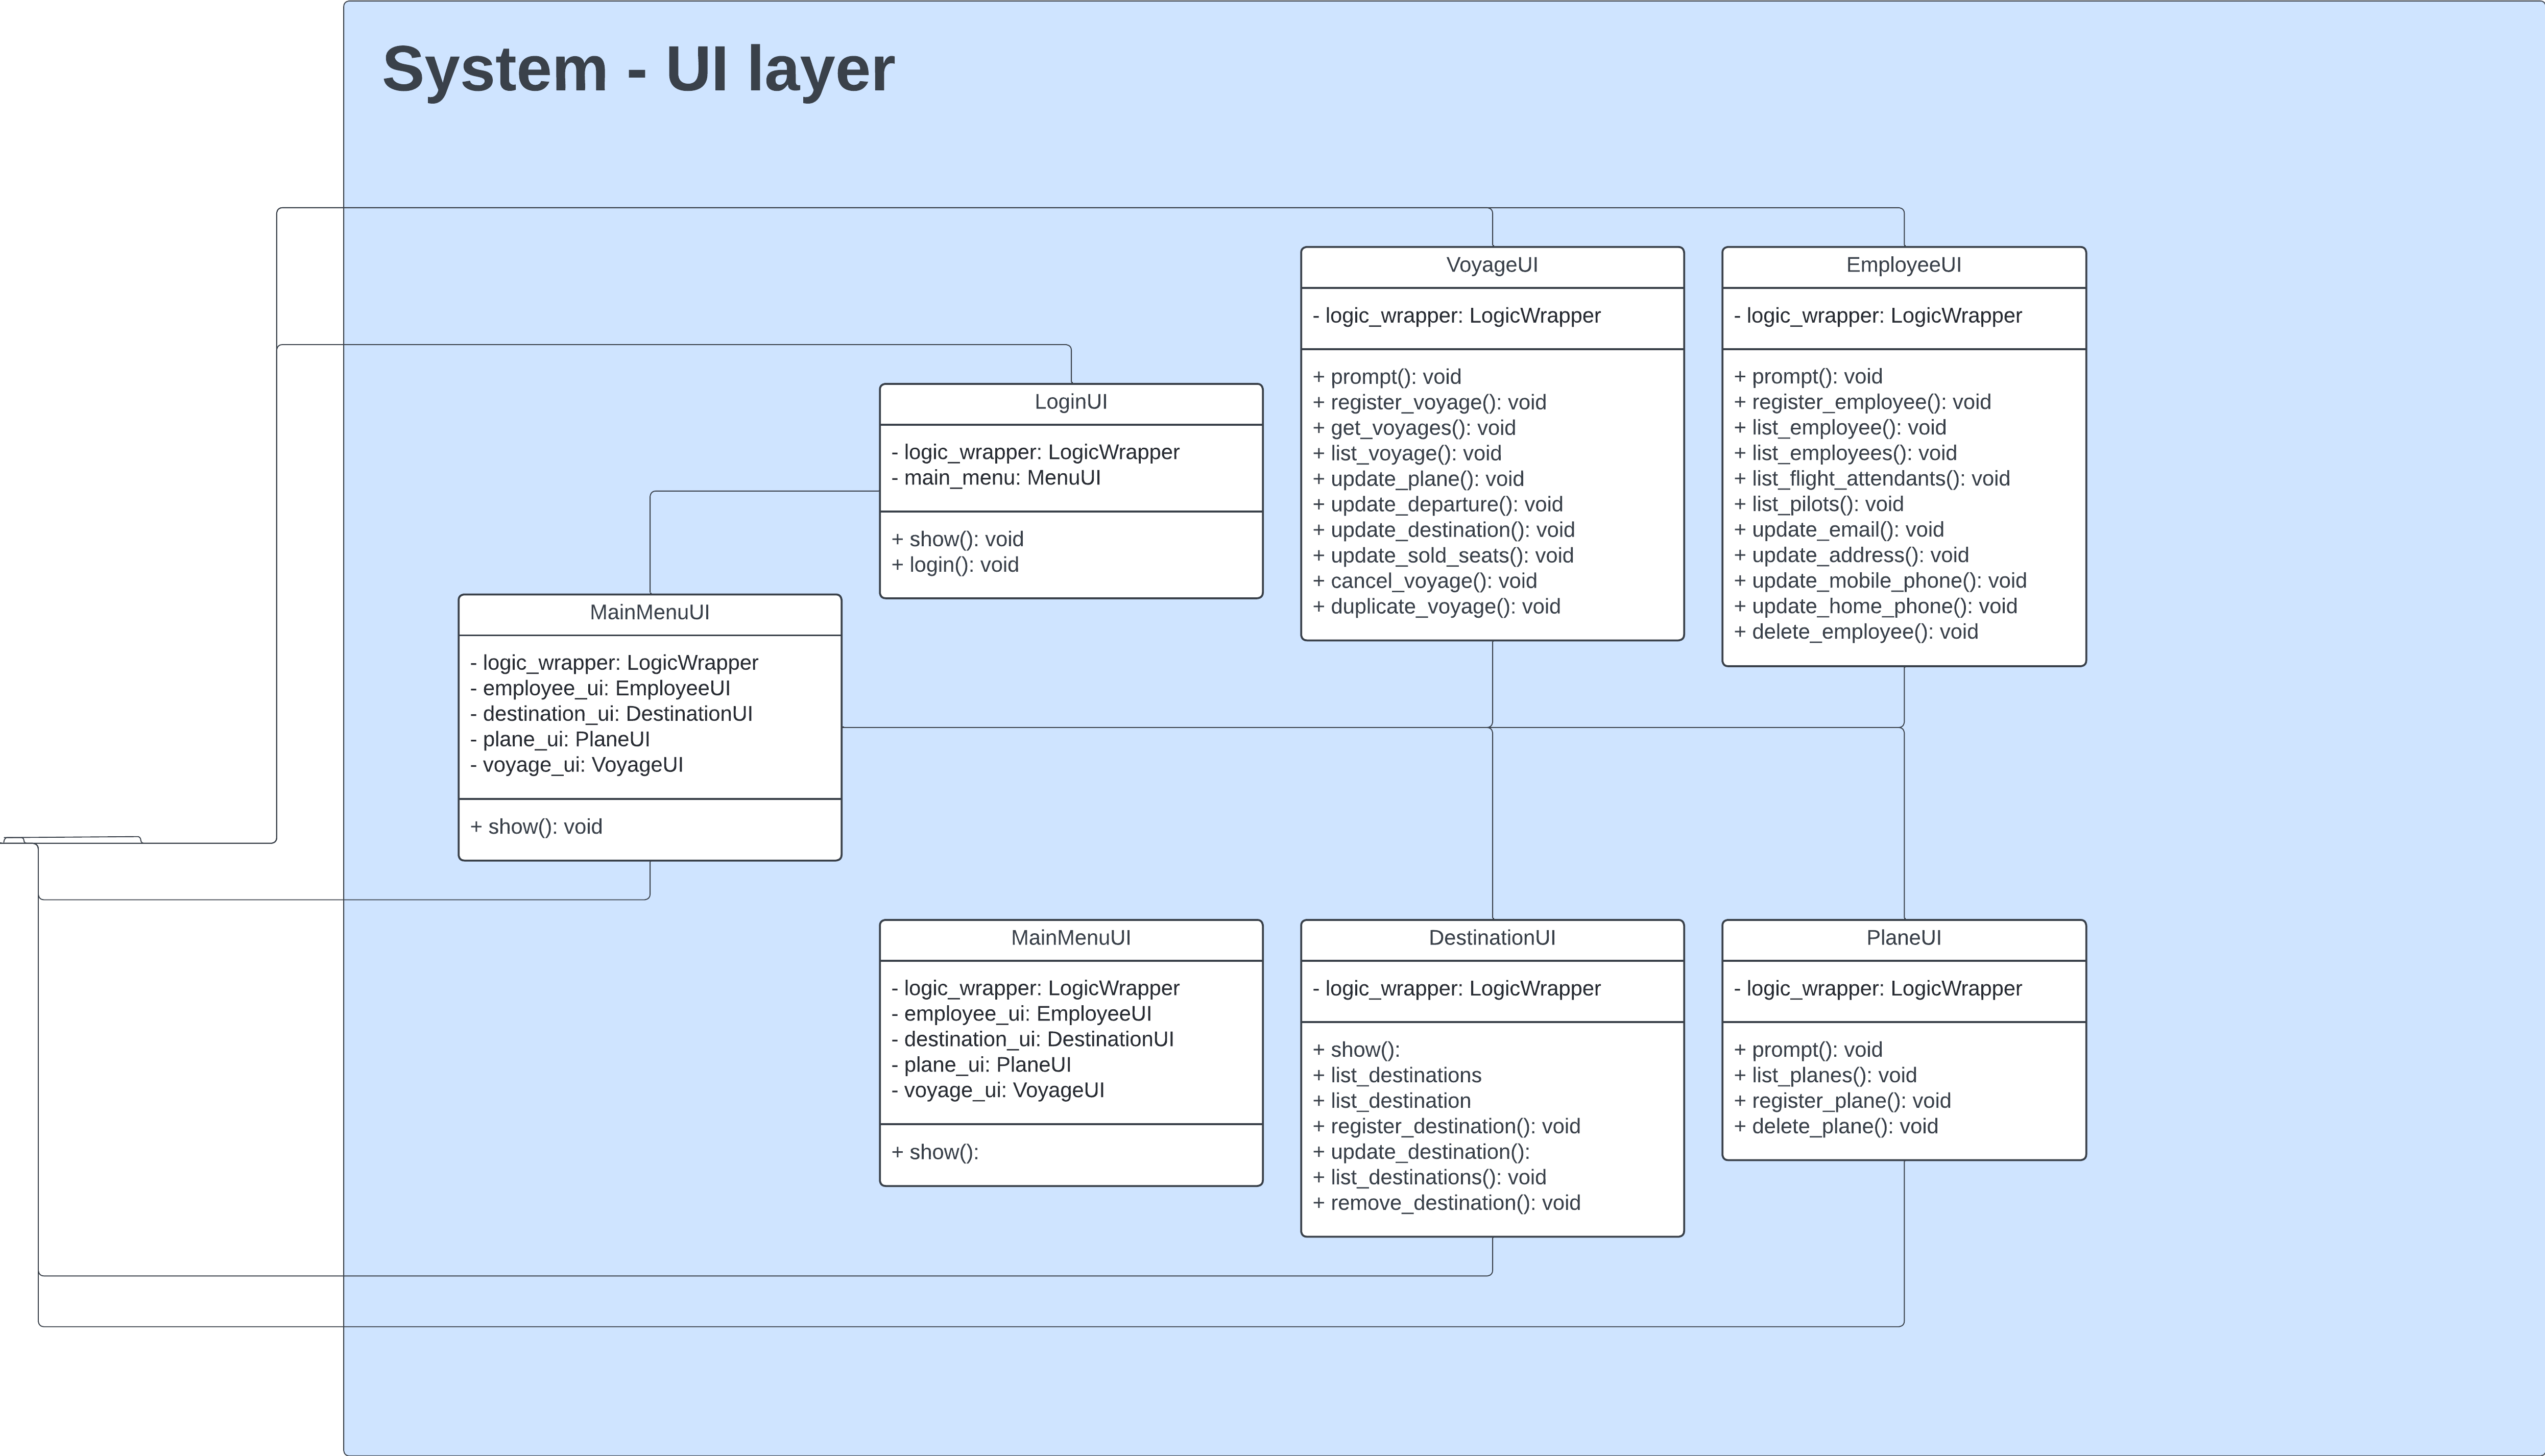 System - UI layer
VoyageUI
- logic_wrapper: LogicWrapper
+ prompt(): void
+ register_voyage(): void
+ get_voyages(): void
+ list_voyage(): void
+ update_plane(): void
+ update_departure(): void
+ update_destination(): void
+ update_sold_seats(): void
+ cancel_voyage(): void
+ duplicate_voyage(): void
EmployeeUI
- logic_wrapper: LogicWrapper
+ prompt(): void
+ register_employee(): void
+ list_employee(): void
+ list_employees(): void
+ list_flight_attendants(): void
+ list_pilots(): void
+ update_email(): void
+ update_address(): void
+ update_mobile_phone(): void
+ update_home_phone(): void
+ delete_employee(): void
LoginUI
- logic_wrapper: LogicWrapper
- main_menu: MenuUI
+ show(): void
+ login(): void
MainMenuUI
- logic_wrapper: LogicWrapper
- employee_ui: EmployeeUI
- destination_ui: DestinationUI
- plane_ui: PlaneUI
- voyage_ui: VoyageUI
+ show(): void
MainMenuUI
- logic_wrapper: LogicWrapper
- employee_ui: EmployeeUI
- destination_ui: DestinationUI
- plane_ui: PlaneUI
- voyage_ui: VoyageUI
+ show():
DestinationUI
- logic_wrapper: LogicWrapper
+ show():
+ list_destinations
+ list_destination
+ register_destination(): void
+ update_destination():
+ list_destinations(): void
+ remove_destination(): void
PlaneUI
- logic_wrapper: LogicWrapper
+ prompt(): void
+ list_planes(): void
+ register_plane(): void
+ delete_plane(): void